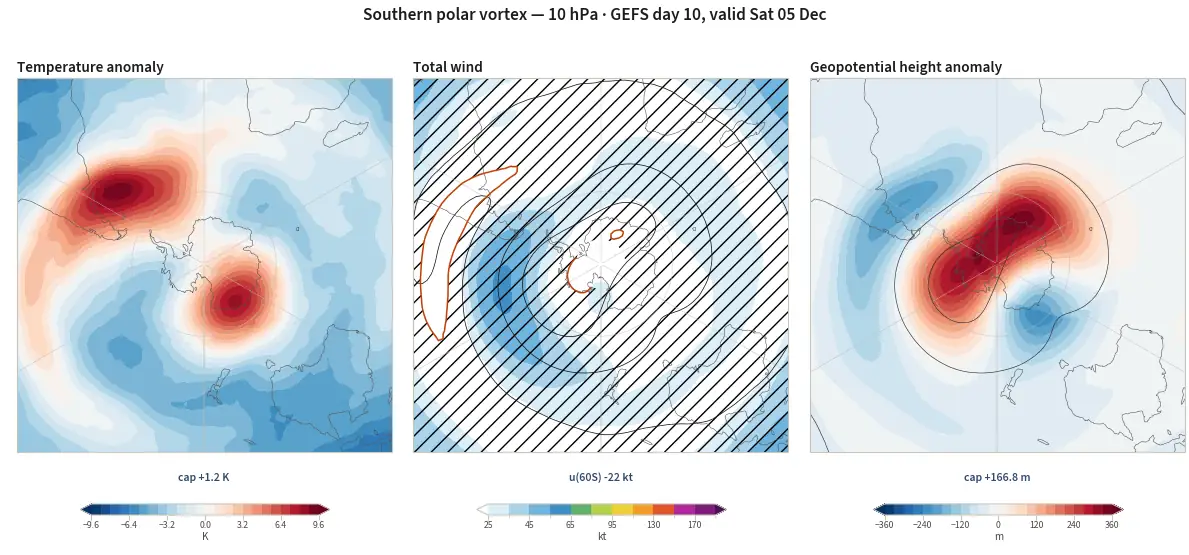 Southern polar vortex — 10 hPa · GEFS day 10, valid Sat 05 Dec
Temperature anomaly
Total wind
Geopotential height anomaly
cap +1.2 K
u(60S) -22 kt
cap +166.8 m
−9.6 −6.4 −3.2 0.0 3.2 6.4 9.6
K
25 45 65 95 130 170
kt
−360 −240 −120 0 120 240 360
m